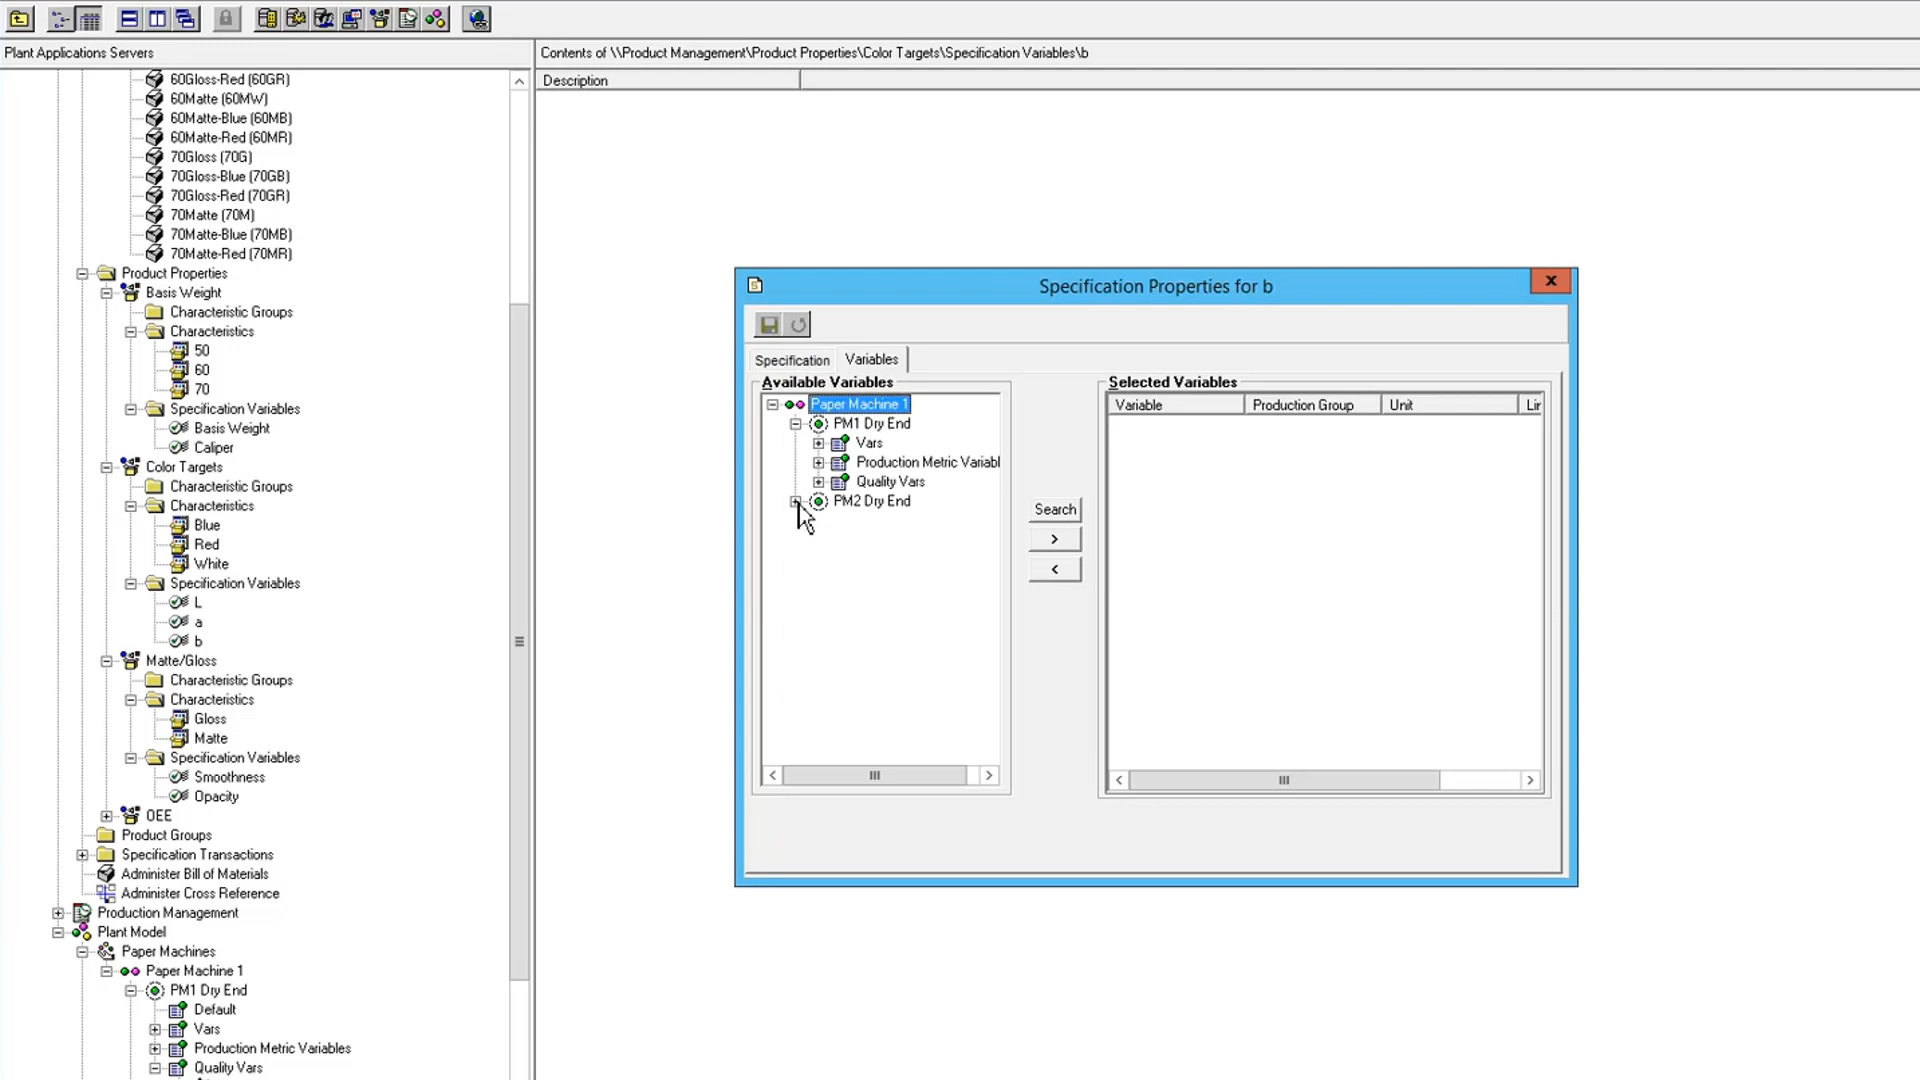 Plant Applications Servers
Contents of \\Product Management\Product Properties\Color Targets\Specification Variables\b
Description
60Gloss-Red (60GR)
60Matte (60MW)
60Matte-Blue (60MB)
60Matte-Red (60MR)
70Gloss (70G)
70Gloss-Blue (70GB)
70Gloss-Red (70GR)
70Matte (70M)
70Matte-Blue (70MB)
70Matte-Red (70MR)
Product Properties
Basis Weight
Characteristic Groups
Characteristics
50
60
70
Specification Variables
Basis Weight
Caliper
Color Targets
Characteristic Groups
Characteristics
Blue
Red
White
Specification Variables
L
a
b
Matte/Gloss
Characteristic Groups
Characteristics
Gloss
Matte
Specification Variables
Smoothness
Opacity
OEE
Product Groups
Specification Transactions
Administer Bill of Materials
Administer Cross Reference
Production Management
Plant Model
Paper Machines
Paper Machine 1
PM1 Dry End
Default
Vars
Production Metric Variables
Quality Vars
Specification Properties for b
Specification Variables
Available Variables
Paper Machine 1
PM1 Dry End
Vars
Production Metric Variabl
Quality Vars
PM2 Dry End
Search
>
<
Selected Variables
Variable Production Group Unit Lin